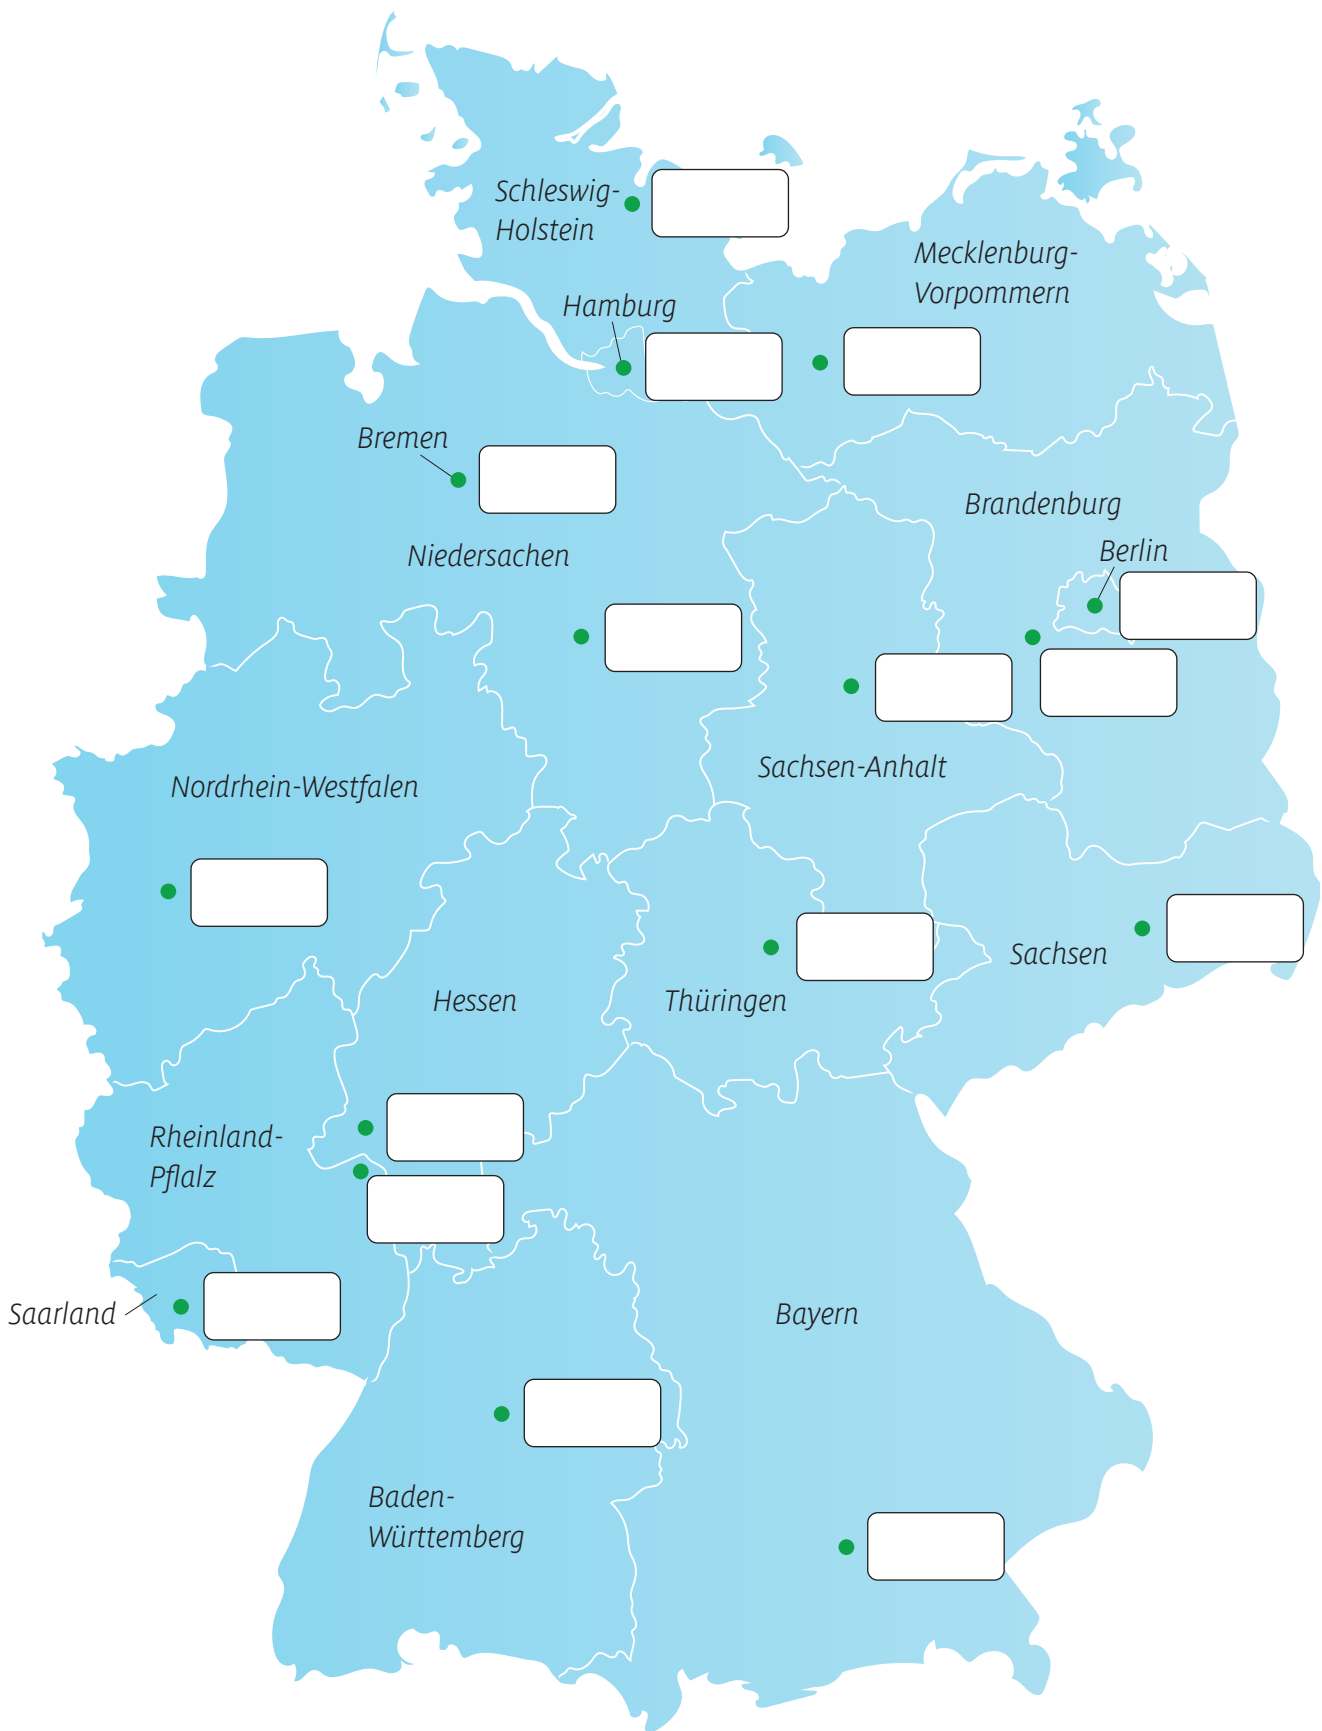 Schleswig-
Holstein
Mecklenburg-
Vorpommern
Hamburg
Bremen
Brandenburg
Niedersachen
Berlin
Sachsen-Anhalt
Nordrhein-Westfalen
Sachsen
Hessen
Thüringen
Rheinland-
Pflalz
Saarland
Bayern
Baden-
Württemberg